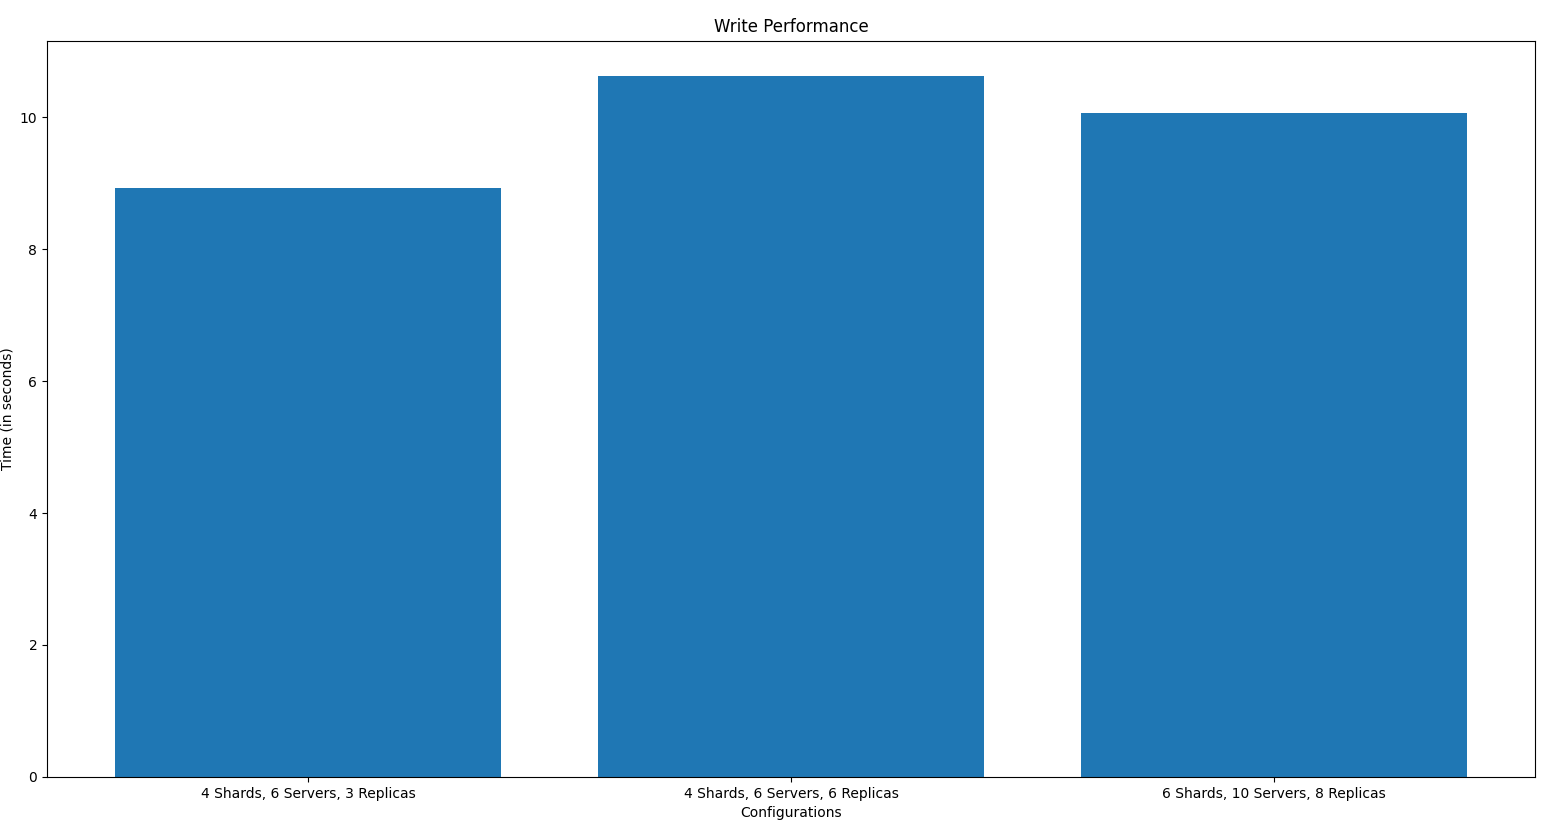 Write Performance
Time (in seconds)
10
8
6
4
2
0
4 Shards, 6 Servers, 3 Replicas
4 Shards, 6 Servers, 6 Replicas
6 Shards, 10 Servers, 8 Replicas
Configurations